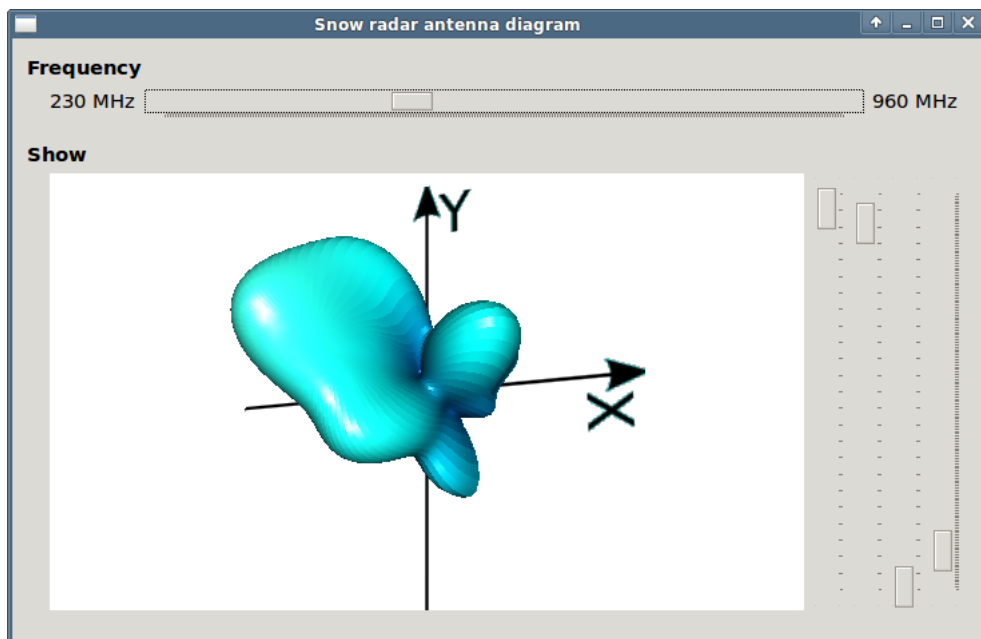 Snow radar antenna diagram
Frequency
230 MHz
960 MHz
Show
Y
X